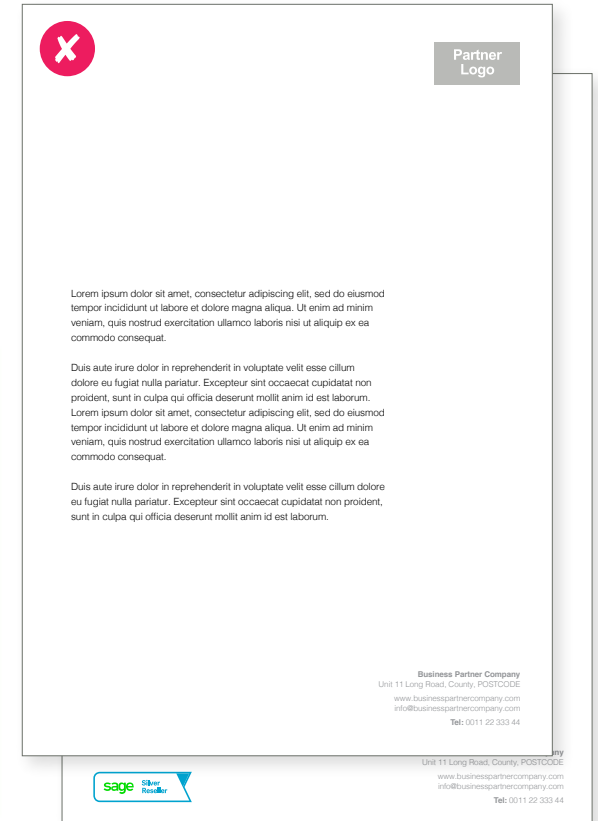 Partner
Logo
Lorem ipsum dolor sit amet, consectetur adipiscing elit, sed do eiusmod
tempor incididunt ut labore et dolore magna aliqua. Ut enim ad minim
veniam, quis nostrud exercitation ullamco laboris nisi ut aliquip ex ea
commodo consequat.
Duis aute irure dolor in reprehenderit in voluptate velit esse cillum
dolore eu fugiat nulla pariatur. Excepteur sint occaecat cupidatat non
proident, sunt in culpa qui officia deserunt mollit anim id est laborum.
Lorem ipsum dolor sit amet, consectetur adipiscing elit, sed do eiusmod
tempor incididunt ut labore et dolore magna aliqua. Ut enim ad minim
veniam, quis nostrud exercitation ullamco laboris nisi ut aliquip ex ea
commodo consequat.
Duis aute irure dolor in reprehenderit in voluptate velit esse cillum dolore
eu fugiat nulla pariatur. Excepteur sint occaecat cupidatat non proident,
sunt in culpa qui officia deserunt mollit anim id est laborum.
Business Partner Company
Unit 11 Long Road, County, POSTCODE
www.businesspartnercompany.com
info@businesspartnercompany.com
Tel: 0011 22 333 44
Unit 11 Long Road, County, POSTCODE
www.businesspartnercompany.com
info@businesspartnercompany.com
Tel: 0011 22 333 44
sage Silver
Reseller